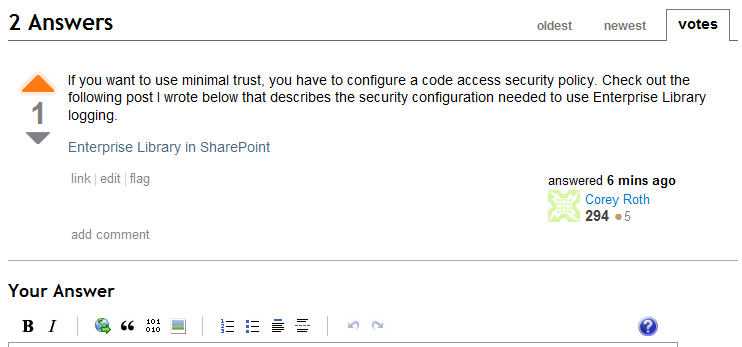 2 Answers
oldest newest votes
If you want to use minimal trust, you have to configure a code access security policy. Check out the
following post I wrote below that describes the security configuration needed to use Enterprise Library
logging.
1
Enterprise Library in SharePoint
link | edit | flag
answered 6 mins ago
Corey Roth
294 ●5
add comment
Your Answer
B I
101
010
1
2
3
?